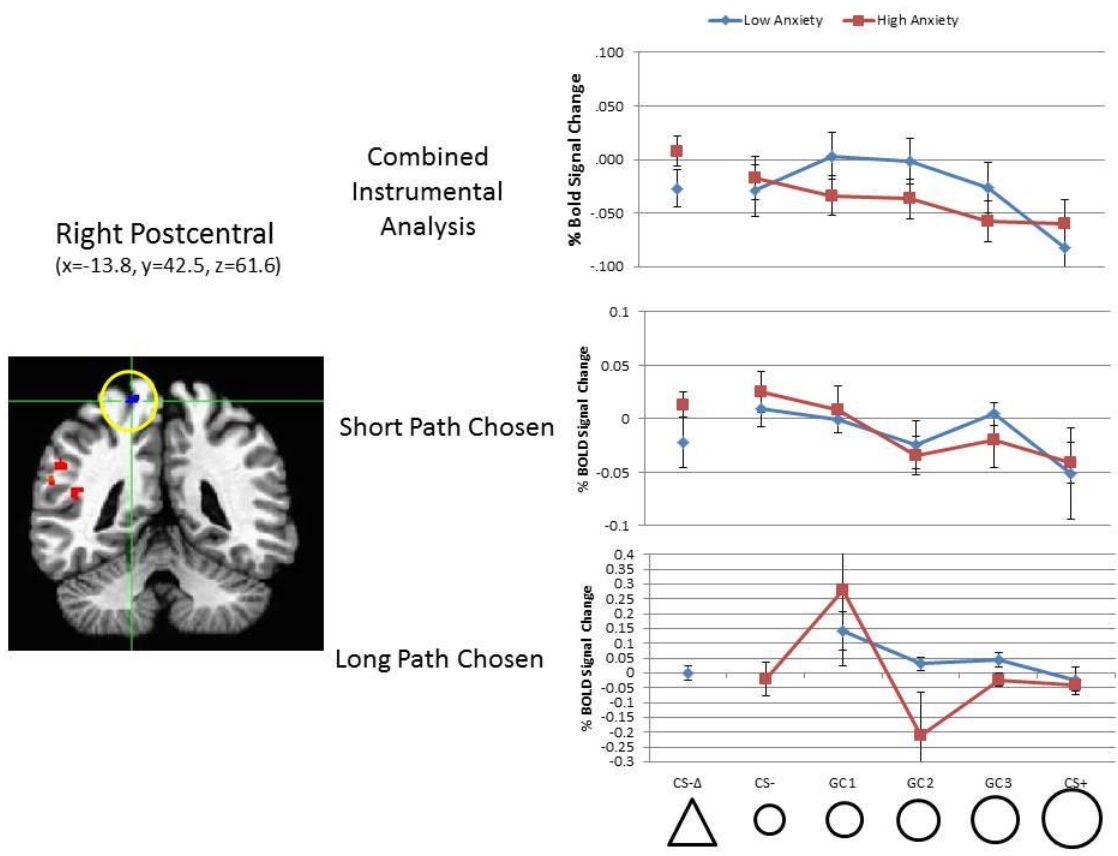 Low Anxiety High Anxiety
Combined
Instrumental
Analysis
% Bold Signal Change
.100
.050
.000
-.050
-.100
Right Postcentral
(x=-13.8, y=42.5, z=61.6)
Short Path Chosen
% BOLD Signal Change
0.1
0.05
0
-0.05
-0.1
Long Path Chosen
% BOLD Signal Change
0.4
0.35
0.3
0.25
0.2
0.15
0.1
0.05
0
-0.05
-0.1
-0.15
-0.2
-0.25
-0.3
CS-Δ CS- GC1 GC2 GC3 CS+